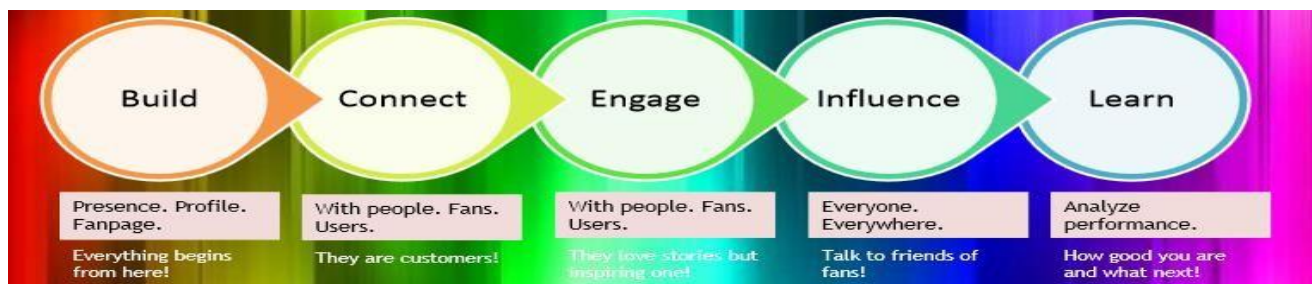 Build
Connect
Engage
Influence
Learn
Presence. Profile.
Fanpage.
Everything begins
from here!
With people. Fans.
Users.
They are customers!
With people. Fans.
Users.
They love stories but
inspiring one!
Everyone.
Everywhere.
Talk to friends of
fans!
Analyze
performance.
How good you are
and what next!